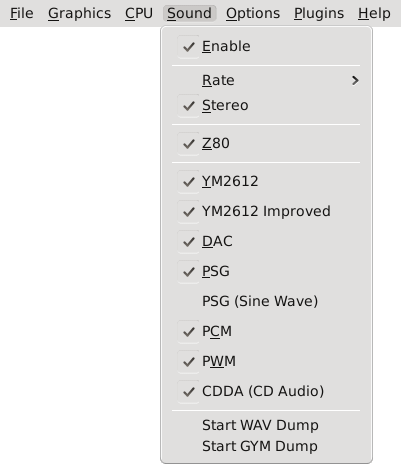 File Graphics CPU Sound Options Plugins Help
Enable
Rate
Stereo
Z80
YM2612
YM2612 Improved
DAC
PSG
PSG (Sine Wave)
PCM
PWM
CDDA (CD Audio)
Start WAV Dump
Start GYM Dump